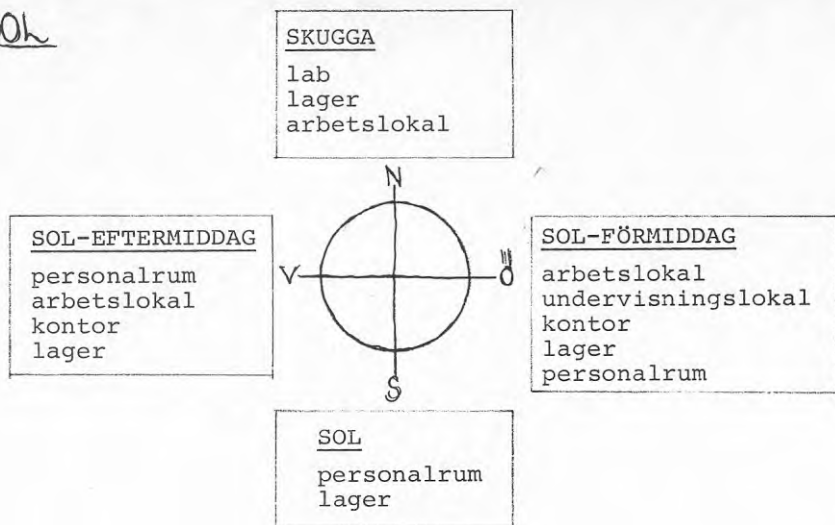 Oh
SKUGGA
lab
lager
arbetslokal
N
SOL-EFTERMIDDAG
personalrum
arbetslokal
kontor
lager
V
Ö
SOL-FÖRMIDDAG
arbetslokal
undervisningslokal
kontor
lager
personalrum
S
SOL
personalrum
lager